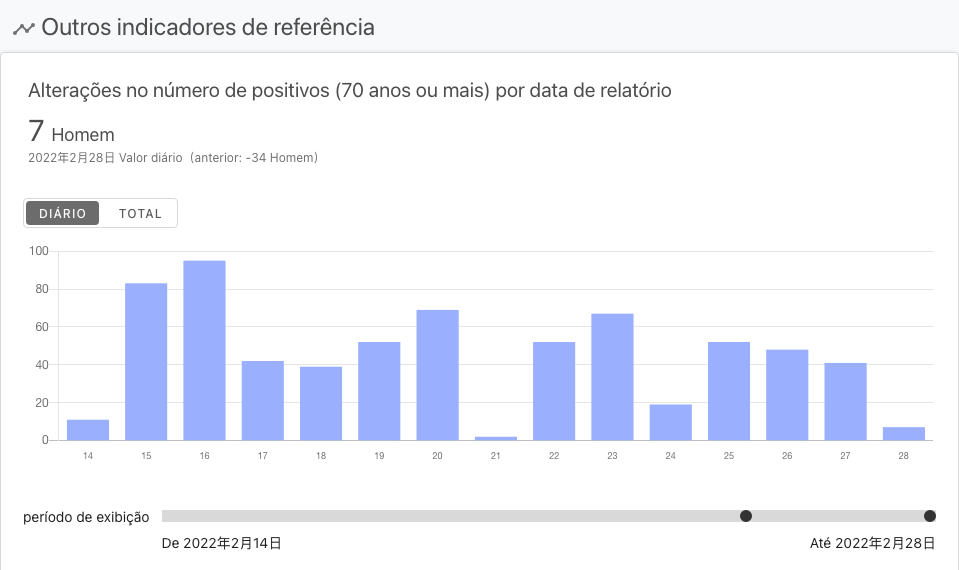 Outros indicadores de referência
Alterações no número de positivos (70 anos ou mais) por data de relatório
7 Homem
2022年2月28日 Valor diário (anterior: -34 Homem)
DIÁRIO TOTAL
100
80
60
40
20
0
14 15 16 17 18 19 20 21 22 23 24 25 26 27 28
período de exibição
De 2022年2月14日 Até 2022年2月28日